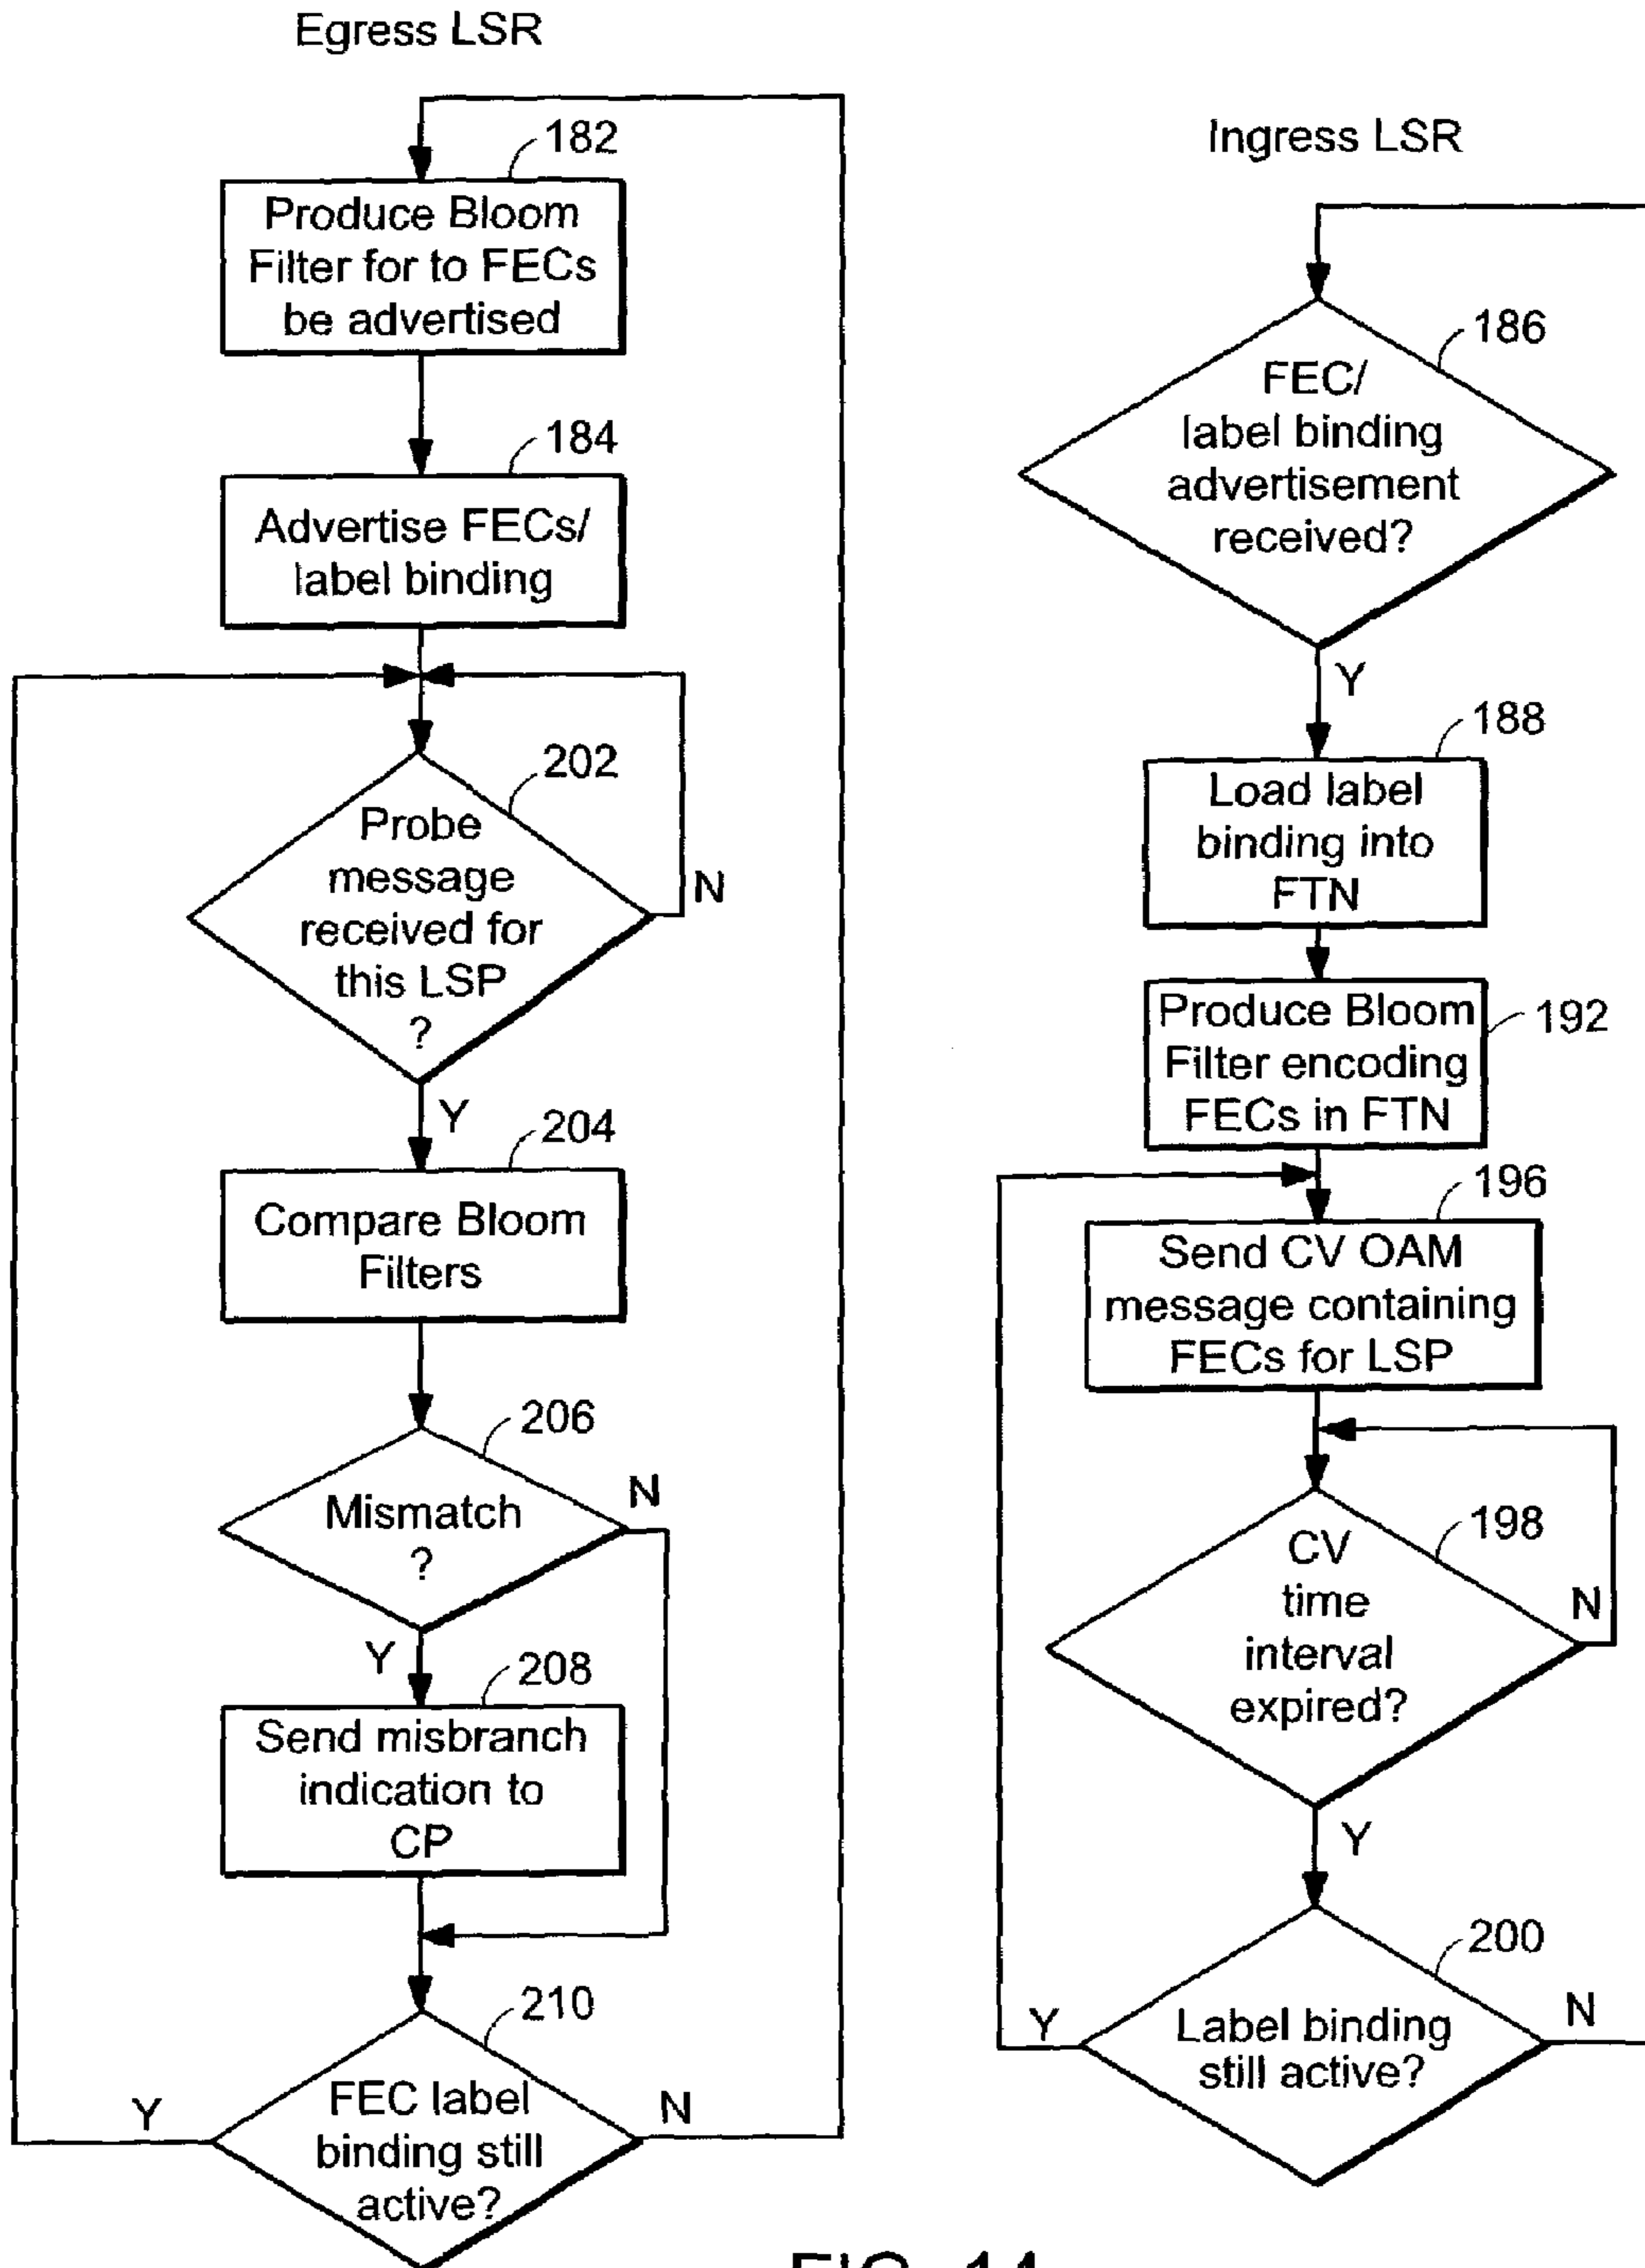 Egress LSR
182
Produce Bloom
Filter for to FECs
be advertised
184
Advertise FECs/
label binding
202
Probe
message
received for
this LSP
?
N
Y
204
Compare Bloom
Filters
206
Mismatch
?
N
Y
208
Send misbranch
indication to
CP
210
FEC label
binding still
active?
Y
N
Ingress LSR
186
FEC/
label binding
advertisement
received?
Y
188
Load label
binding into
FTN
192
Produce Bloom
Filter encoding
FECs in FTN
196
Send CV OAM
message containing
FECs for LSP
198
CV
time
interval
expired?
N
Y
200
Label binding
still active?
Y
N